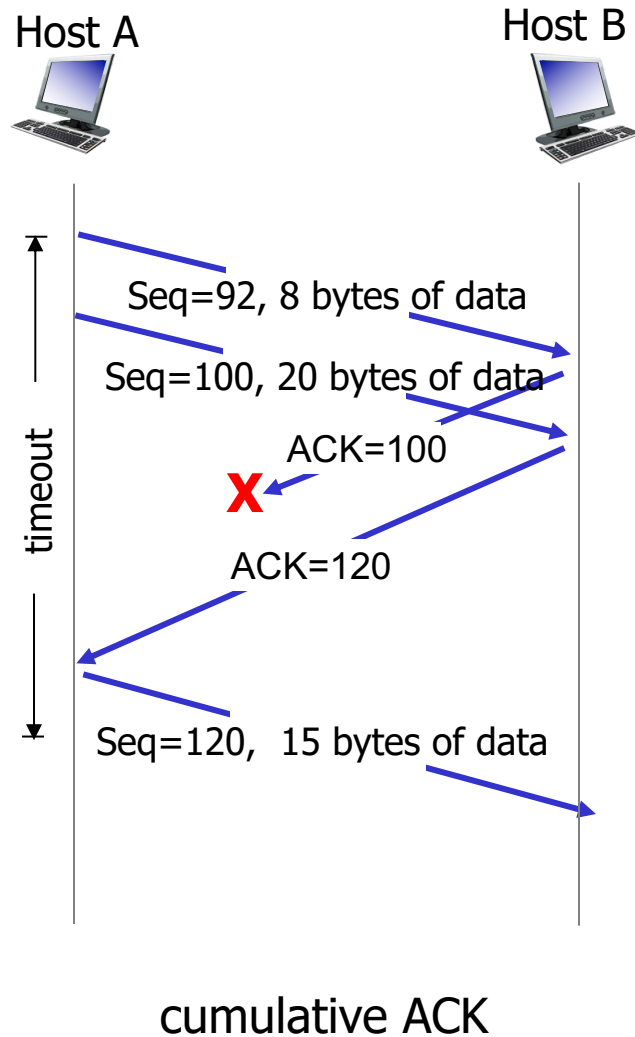 Host A
Host B
Seq=92, 8 bytes of data
Seq=100, 20 bytes of data
ACK=100
X
timeout
ACK=120
Seq=120, 15 bytes of data
cumulative ACK